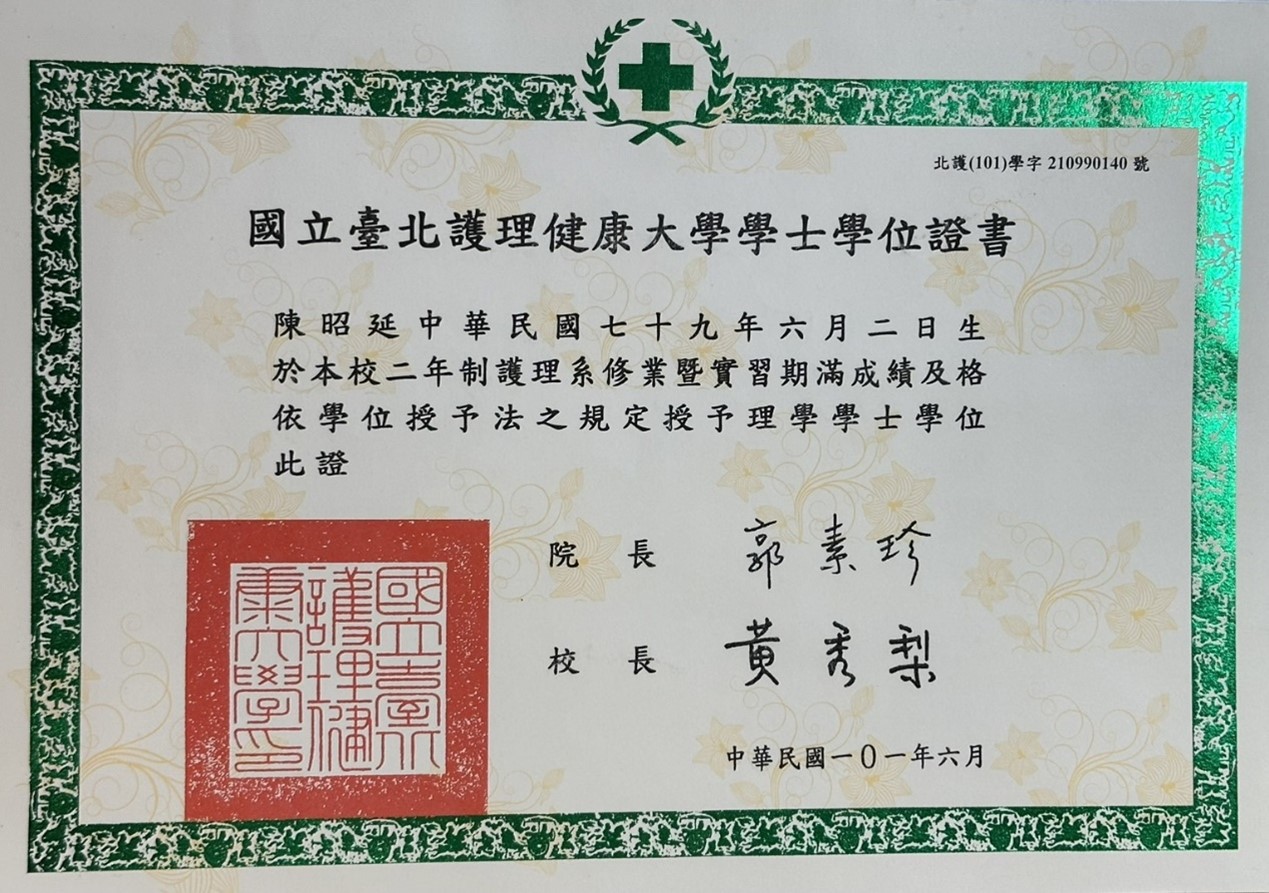 北護(101)學字 210990140 號
國立臺北護理健康大學學士學位證書
陳昭延中華民國七十九年六月二日生
於本校二年制護理系修業暨實習期滿成績及格
依學位授予法之規定授予理學學士學位
此證
院長 郭素珍
校長 黃秀梨
國立臺北護理健康大學印
中華民國一0一年六月